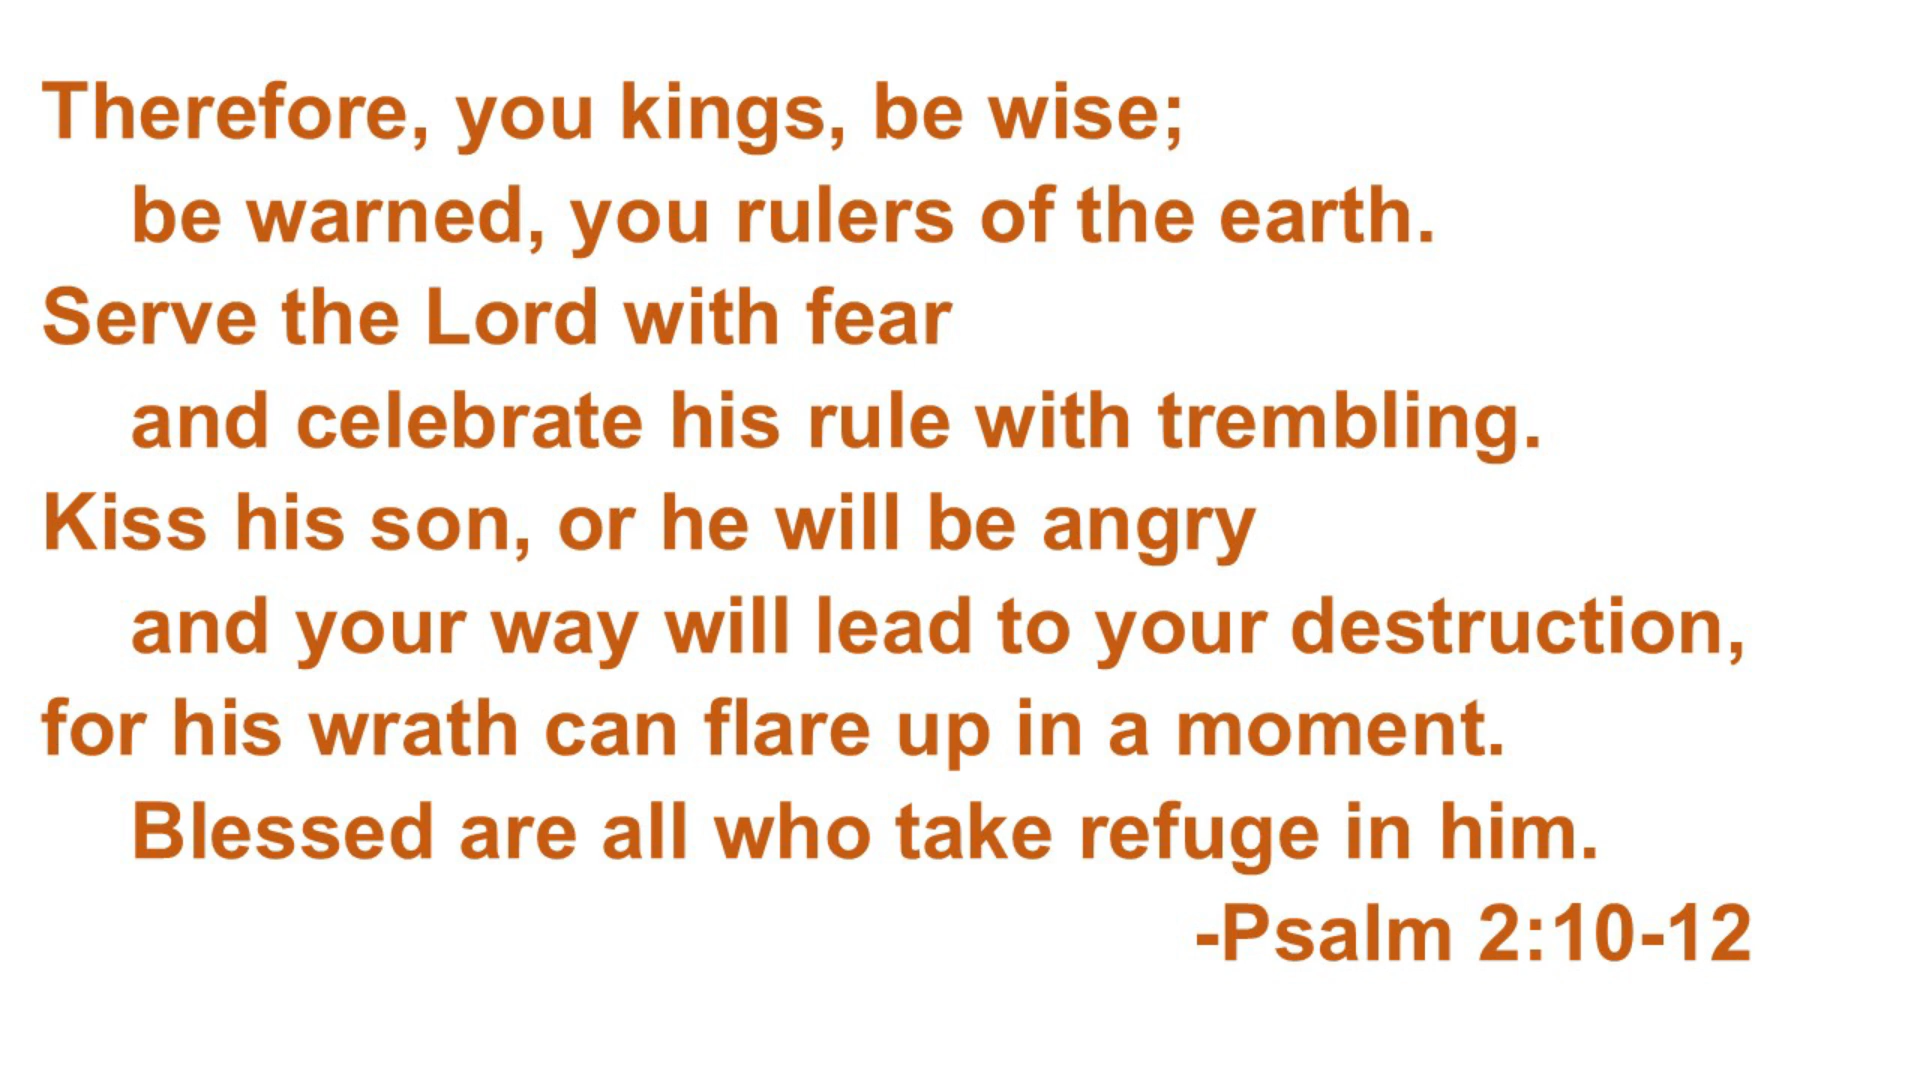 Therefore, you kings, be wise;
be warned, you rulers of the earth.
Serve the Lord with fear
and celebrate his rule with trembling.
Kiss his son, or he will be angry
and your way will lead to your destruction,
for his wrath can flare up in a moment.
Blessed are all who take refuge in him.
-Psalm 2:10-12